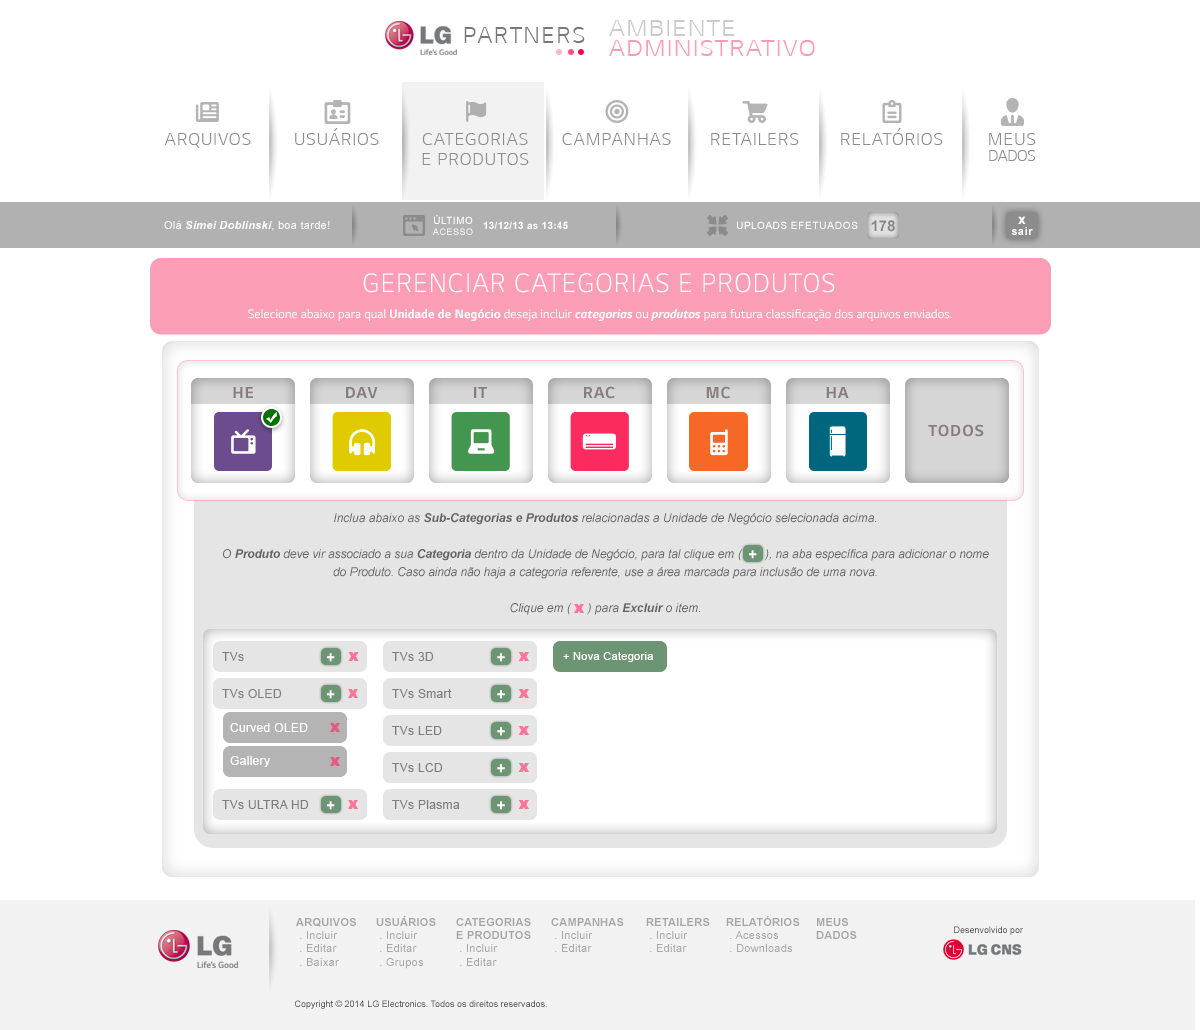 LG PARTNERS
Life's Good
AMBIENTE
ADMINISTRATIVO
ARQUIVOS
USUÁRIOS
CATEGORIAS
E PRODUTOS
CAMPANHAS
RETAILERS
RELATÓRIOS
MEUS
DADOS
Olá Simei Doblinski, boa tarde!
ÚLTIMO
ACESSO
13/12/13 as 13:45
UPLOADS EFETUADOS 178
x
sair
GERENCIAR CATEGORIAS E PRODUTOS
Selecione abaixo para qual Unidade de Negócio deseja incluir categorias ou produtos para futura classificação dos arquivos enviados.
HE DAV IT RAC MC HA TODOS
Inclua abaixo as Sub-Categorias e Produtos relacionadas a Unidade de Negócio selecionada acima.
O Produto deve vir associado a sua Categoria dentro da Unidade de Negócio, para tal clique em (+), na aba específica para adicionar o nome
do Produto. Caso ainda não haja a categoria referente, use a área marcada para inclusão de uma nova.
Clique em ( x ) para Excluir o item.
TVs + x
TVs OLED + x
Curved OLED x
Gallery x
TVs ULTRA HD + x
TVs 3D + x
TVs Smart + x
TVs LED + x
TVs LCD + x
TVs Plasma + x
+ Nova Categoria
LG
Life's Good
ARQUIVOS
. Incluir
. Editar
. Baixar
USUÁRIOS
. Incluir
. Editar
. Grupos
CATEGORIAS
E PRODUTOS
. Incluir
. Editar
CAMPANHAS
. Incluir
. Editar
RETAILERS
. Incluir
. Editar
RELATÓRIOS
. Acessos
. Downloads
MEUS
DADOS
Desenvolvido por
LG CNS
Copyright © 2014 LG Electronics. Todos os direitos reservados.